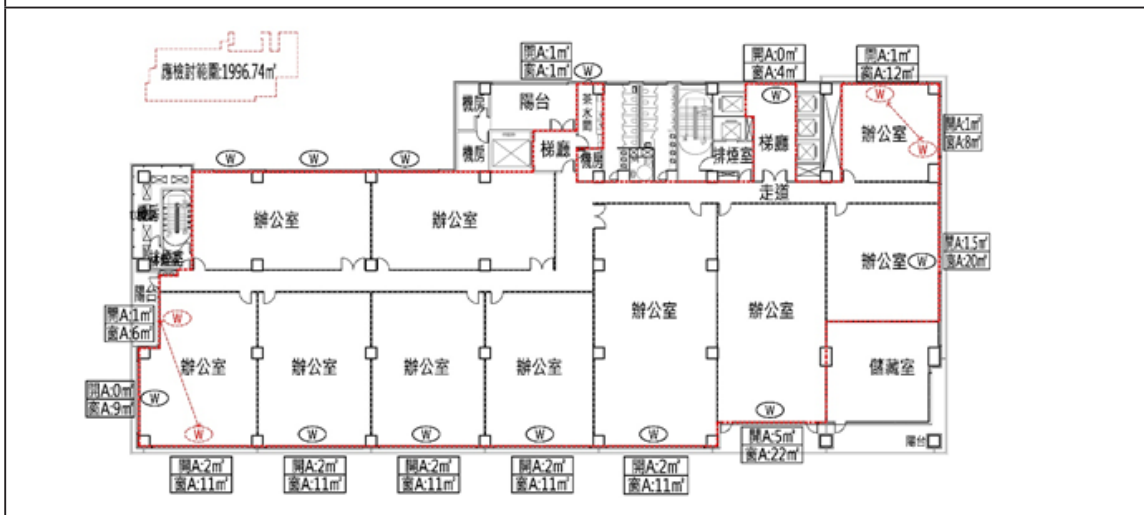 應檢討範圍:1996.74㎡
開A:1㎡
窗A:1㎡
W
開A:0㎡
窗A:4㎡
W
開A:1㎡
窗A:12㎡
W
機房
陽台
茶水間
機房
梯廳
機房
排煙室
梯廳
辦公室
開A:1㎡
窗A:8㎡
W
走道
W
W
W
辦公室
辦公室
陽台
辦公室
辦公室
辦公室
W
開A:1.5㎡
窗A:20㎡
開A:1㎡
窗A:6㎡
W
辦公室
辦公室
辦公室
辦公室
儲藏室
開A:0㎡
窗A:9㎡
W
W
W
W
W
W
W
陽台
開A:5㎡
窗A:22㎡
開A:2㎡
窗A:11㎡
開A:2㎡
窗A:11㎡
開A:2㎡
窗A:11㎡
開A:2㎡
窗A:11㎡
開A:2㎡
窗A:11㎡